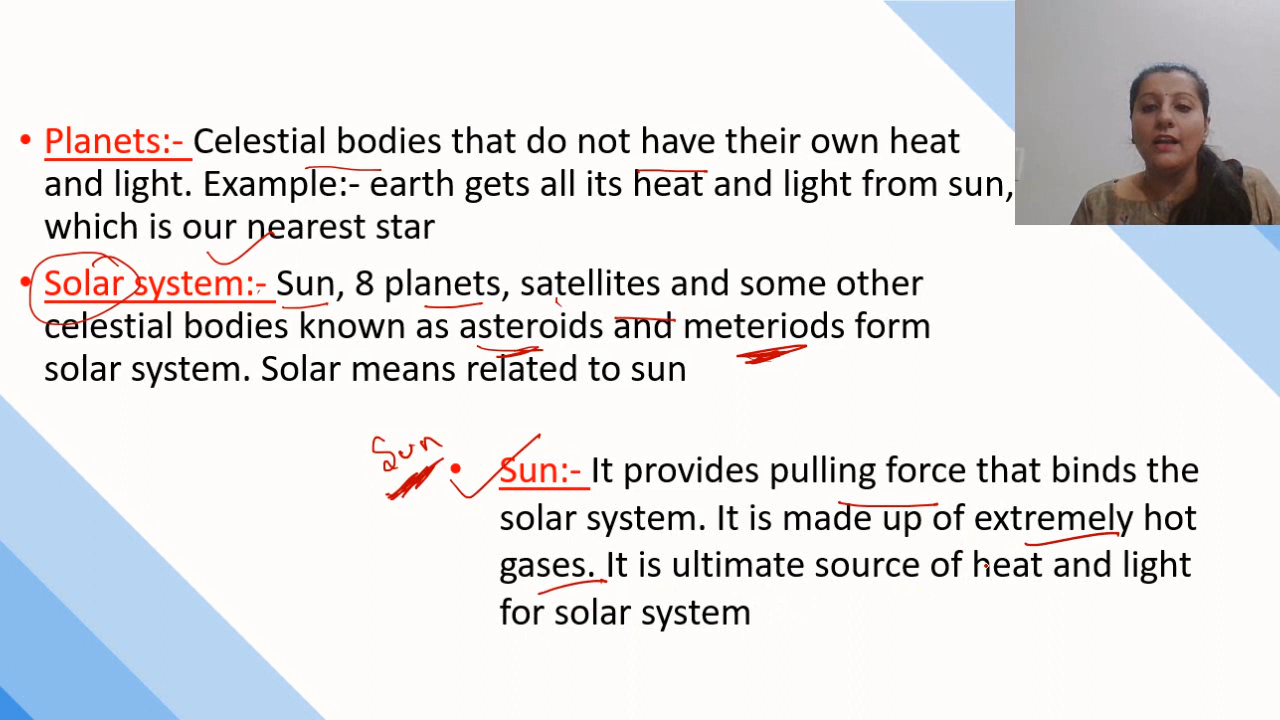 • Planets:- Celestial bodies that do not have their own heat
and light. Example:- earth gets all its heat and light from sun,
which is our nearest star
• Solar system:- Sun, 8 planets, satellites and some other
celestial bodies known as asteroids and meteriods form
solar system. Solar means related to sun
Sun
• Sun:- It provides pulling force that binds the
solar system. It is made up of extremely hot
gases. It is ultimate source of heat and light
for solar system